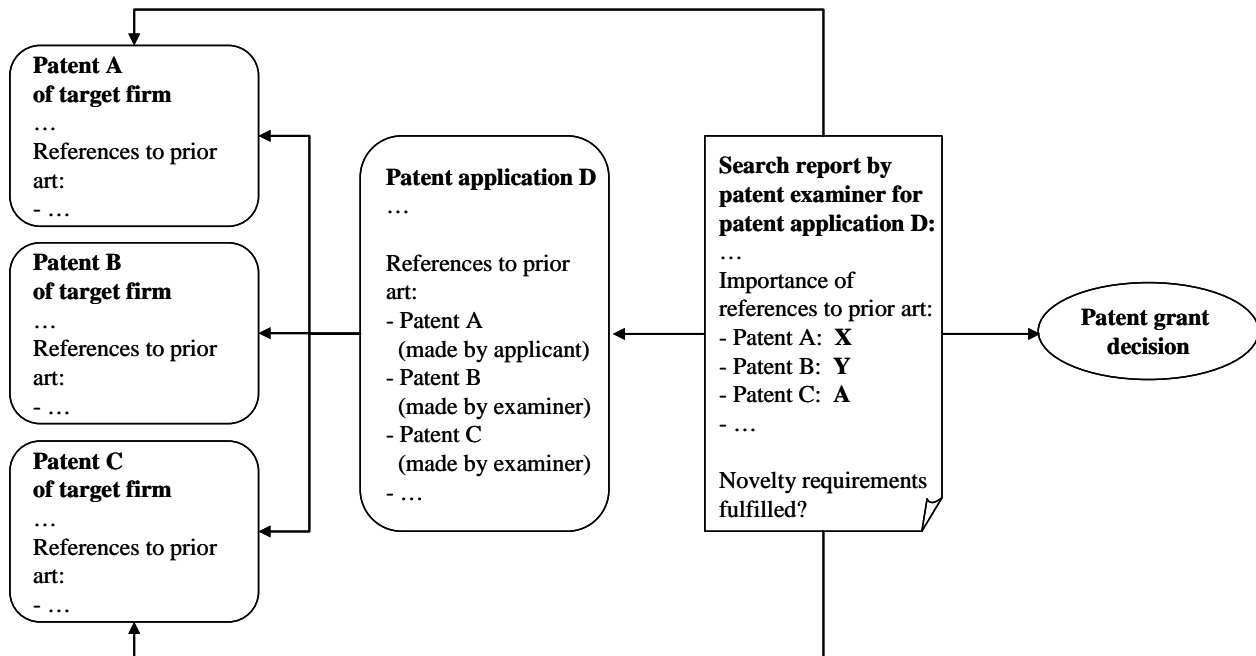 Patent A
of target firm
…
References to prior
art:
- …
Patent B
of target firm
…
References to prior
art:
- …
Patent C
of target firm
…
References to prior
art:
- …
Patent application D
…
References to prior
art:
- Patent A
(made by applicant)
- Patent B
(made by examiner)
- Patent C
(made by examiner)
- …
Search report by
patent examiner for
patent application D:
…
Importance of
references to prior art:
- Patent A: X
- Patent B: Y
- Patent C: A
- …
Novelty requirements
fulfilled?
Patent grant
decision